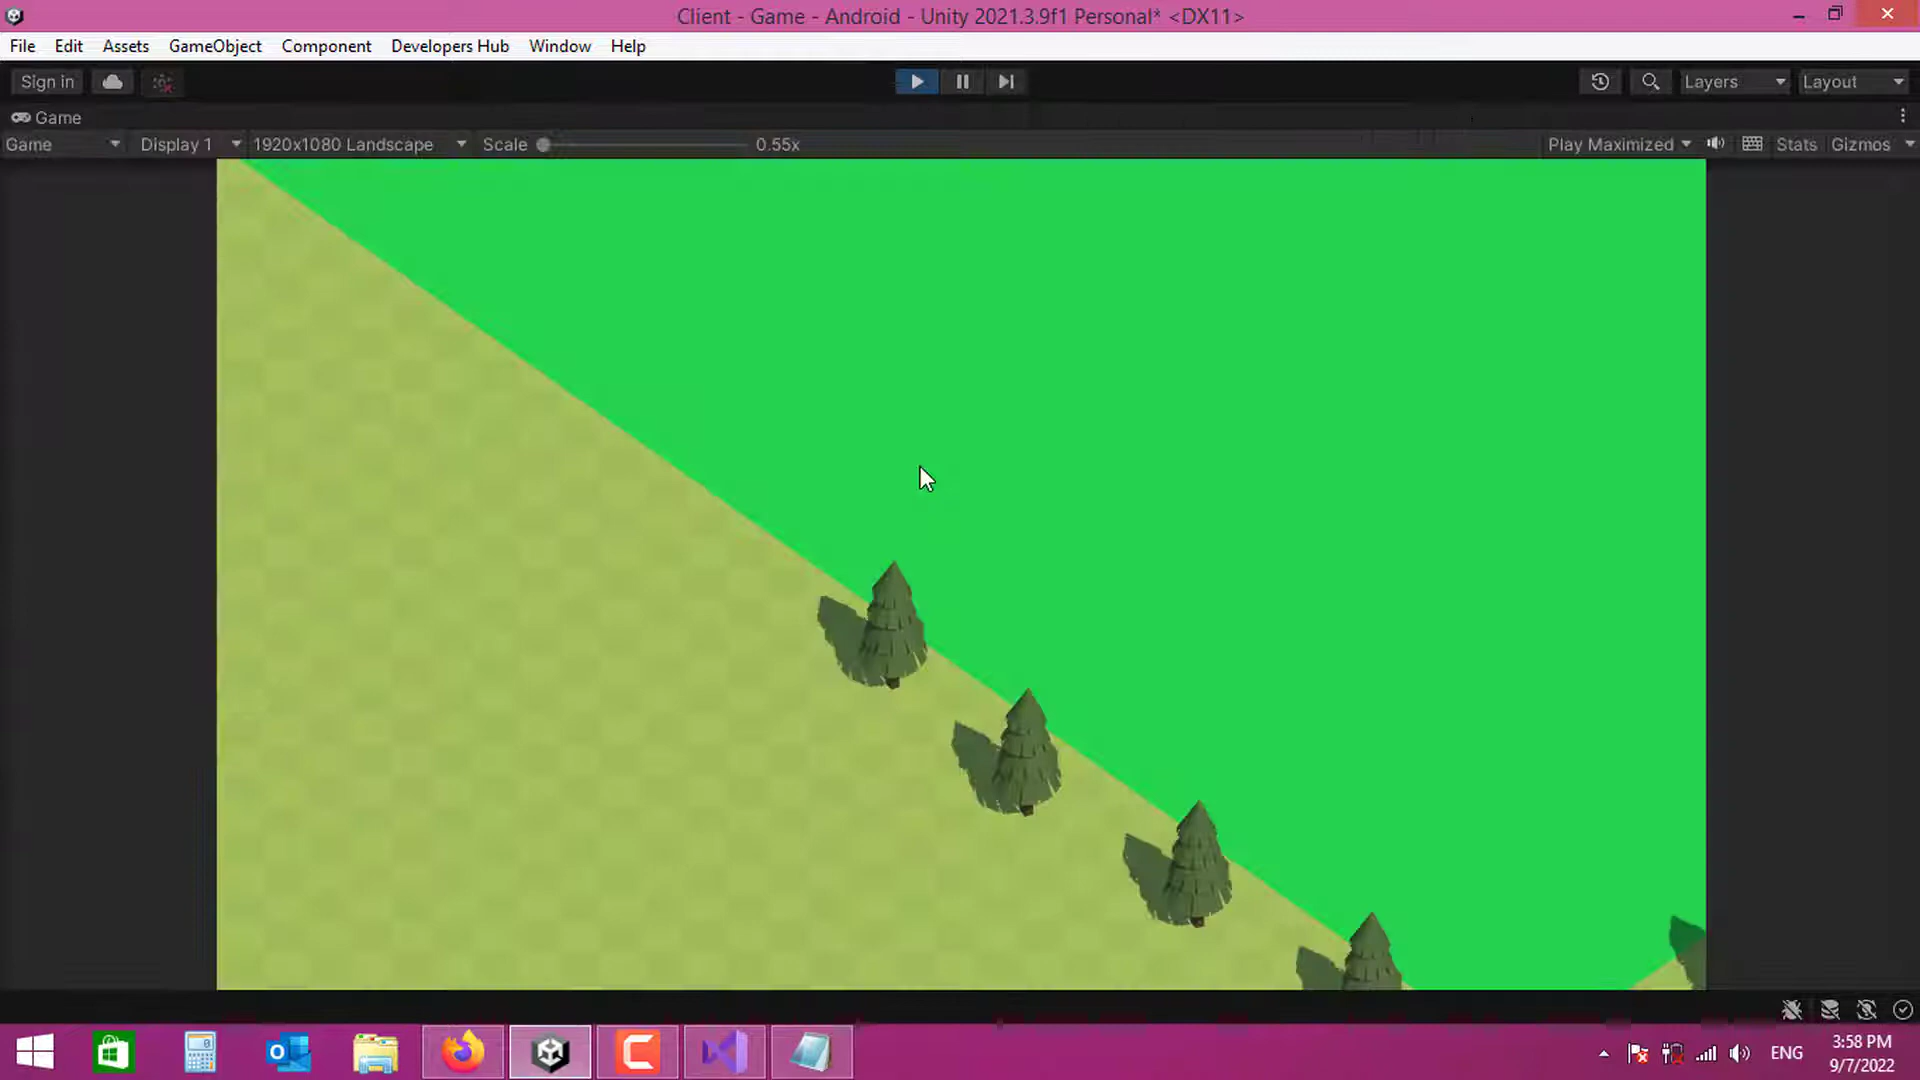 Client - Game - Android - Unity 2021.3.9f1 Personal* <DX11>
File Edit Assets GameObject Component Developers Hub Window Help
Sign in Layers Layout
Game
Game Display 1 1920x1080 Landscape Scale 0.55x Play Maximized Stats Gizmos
ENG
3:58 PM
9/7/2022